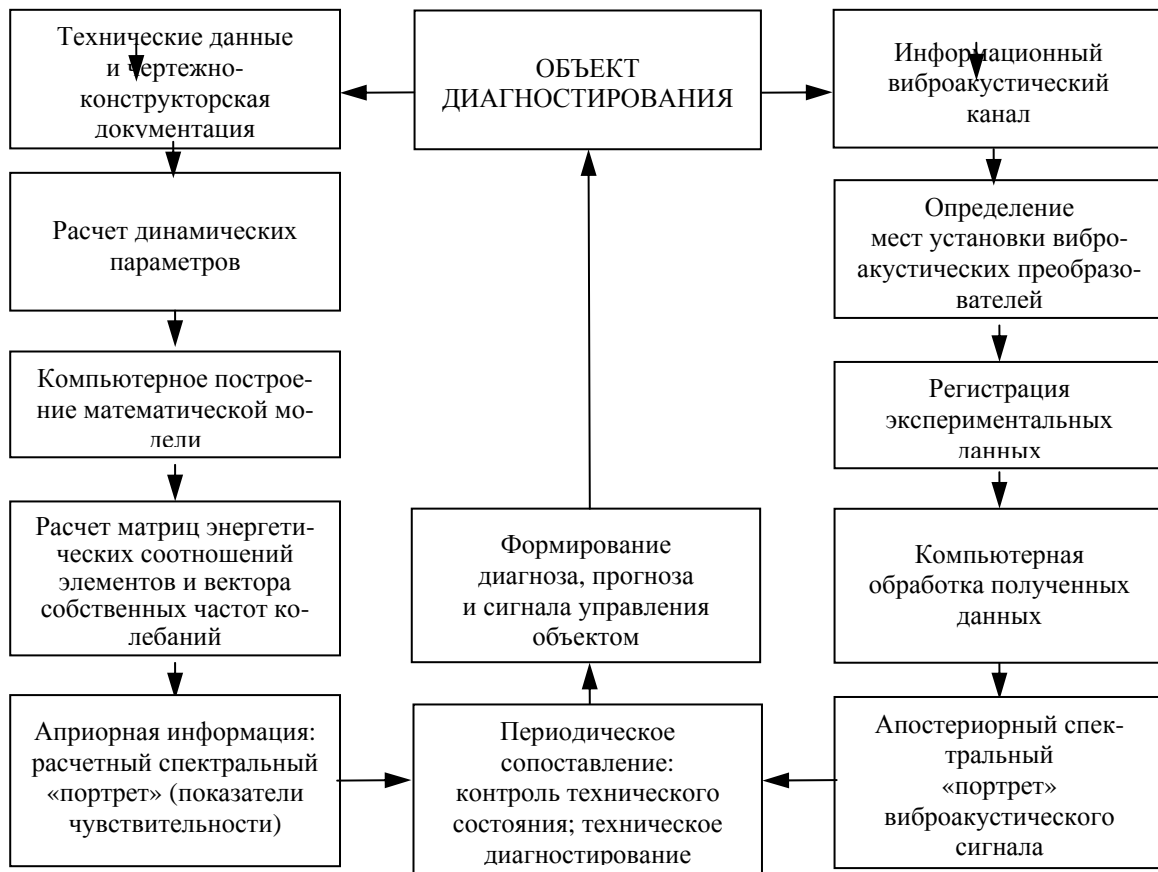 Технические данные
и чертежно-
конструкторская
документация
ОБЪЕКТ
ДИАГНОСТИРОВАНИЯ
Информационный
виброакустический
канал
Расчет динамических
параметров
Определение
мест установки вибро-
акустических преобразо-
вателей
Компьютерное построе-
ние математической мо-
дели
Регистрация
экспериментальных
данных
Расчет матриц энергети-
ческих соотношений
элементов и вектора
собственных частот ко-
лебаний
Формирование
диагноза, прогноза
и сигнала управления
объектом
Компьютерная
обработка полученных
данных
Априорная информация:
расчетный спектральный
«портрет» (показатели
чувствительности)
Периодическое
сопоставление:
контроль технического
состояния; техническое
диагностирование
Апостериорный спек-
тральный
«портрет»
виброакустического
сигнала